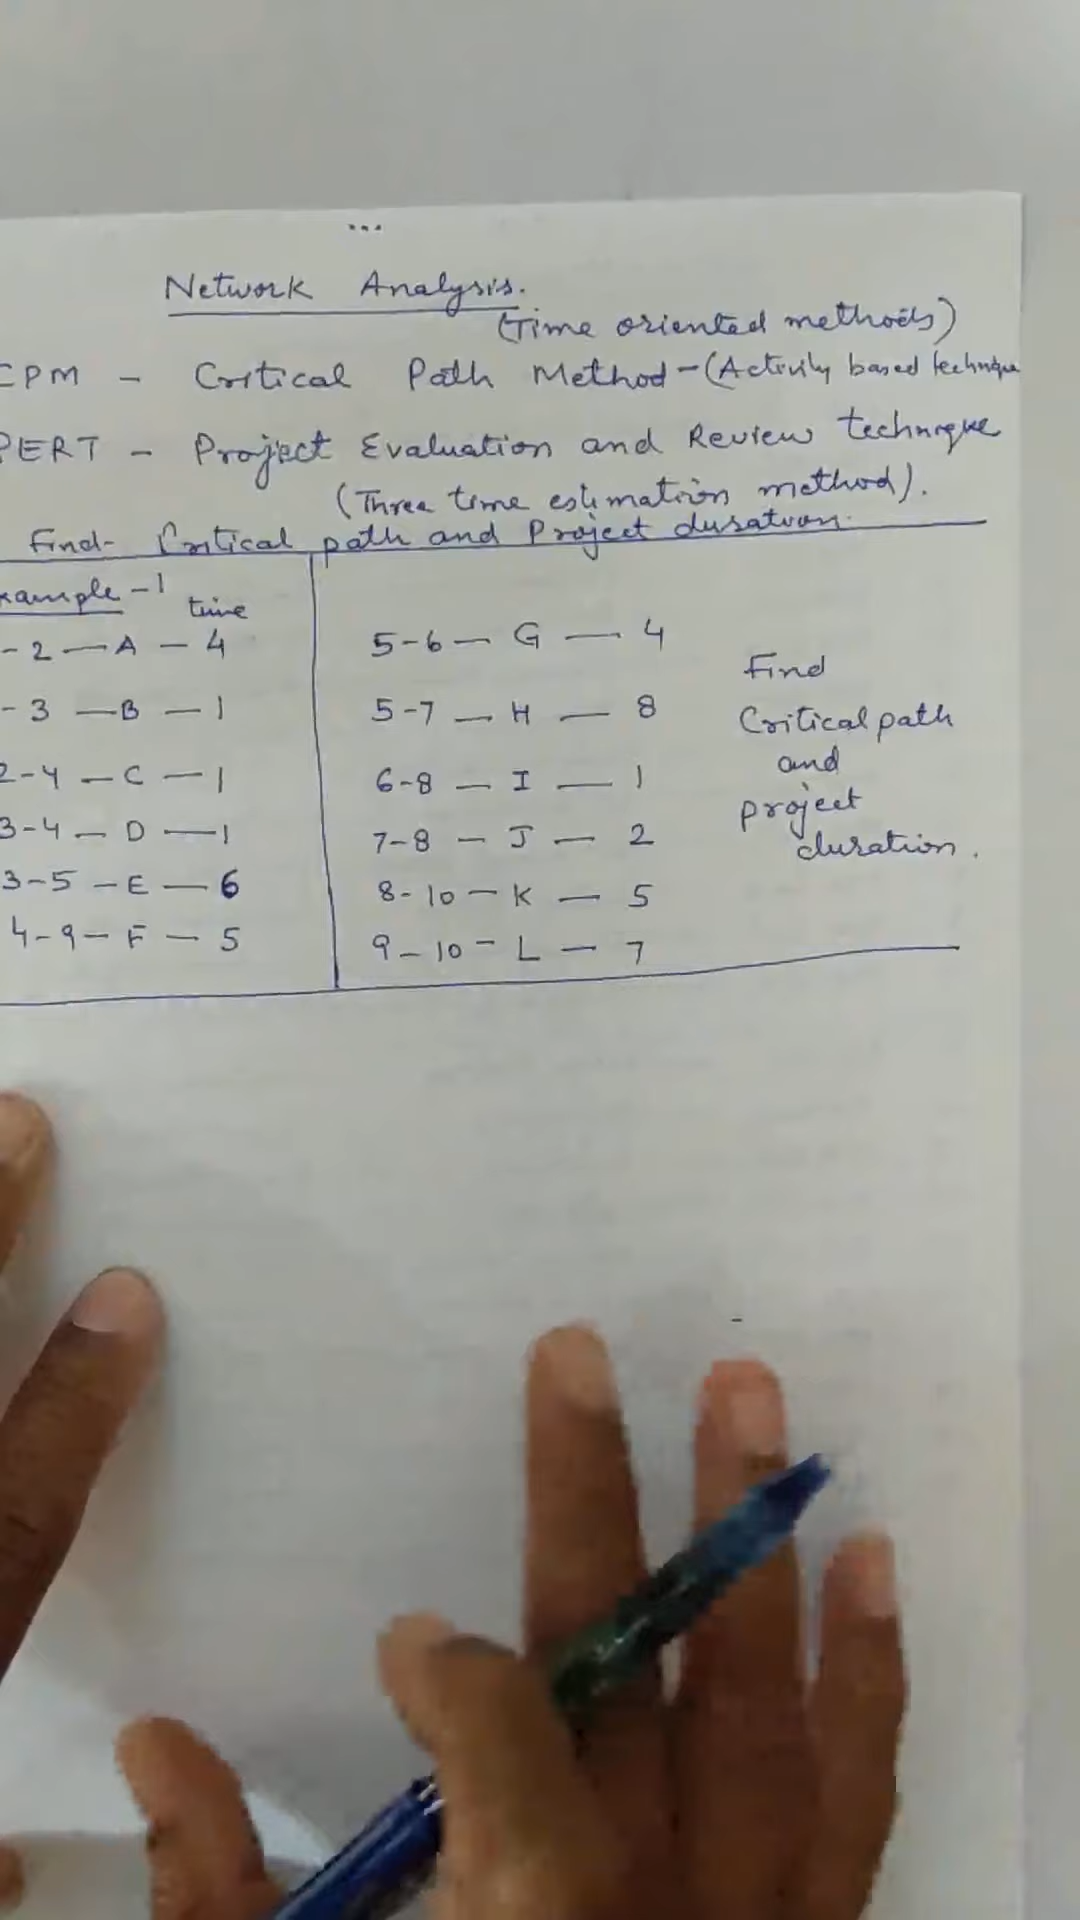 Network Analysis.
(Time oriented methods)
CPM - Critical Path Method - (Activity based technique
PERT - Project Evaluation and Review technique
(Three time estimation method).
Find- Critical path and Project duration.
xample -1 time
- 2 — A — 4
- 3 — B — 1
2-4 — C — 1
3-4 — D — 1
3-5 — E — 6
4-9 — F — 5
5-6 — G — 4
5-7 — H — 8
6-8 — I — 1
7-8 — J — 2
8-10 — K — 5
9-10 — L — 7
Find
Critical path
and
project
duration.